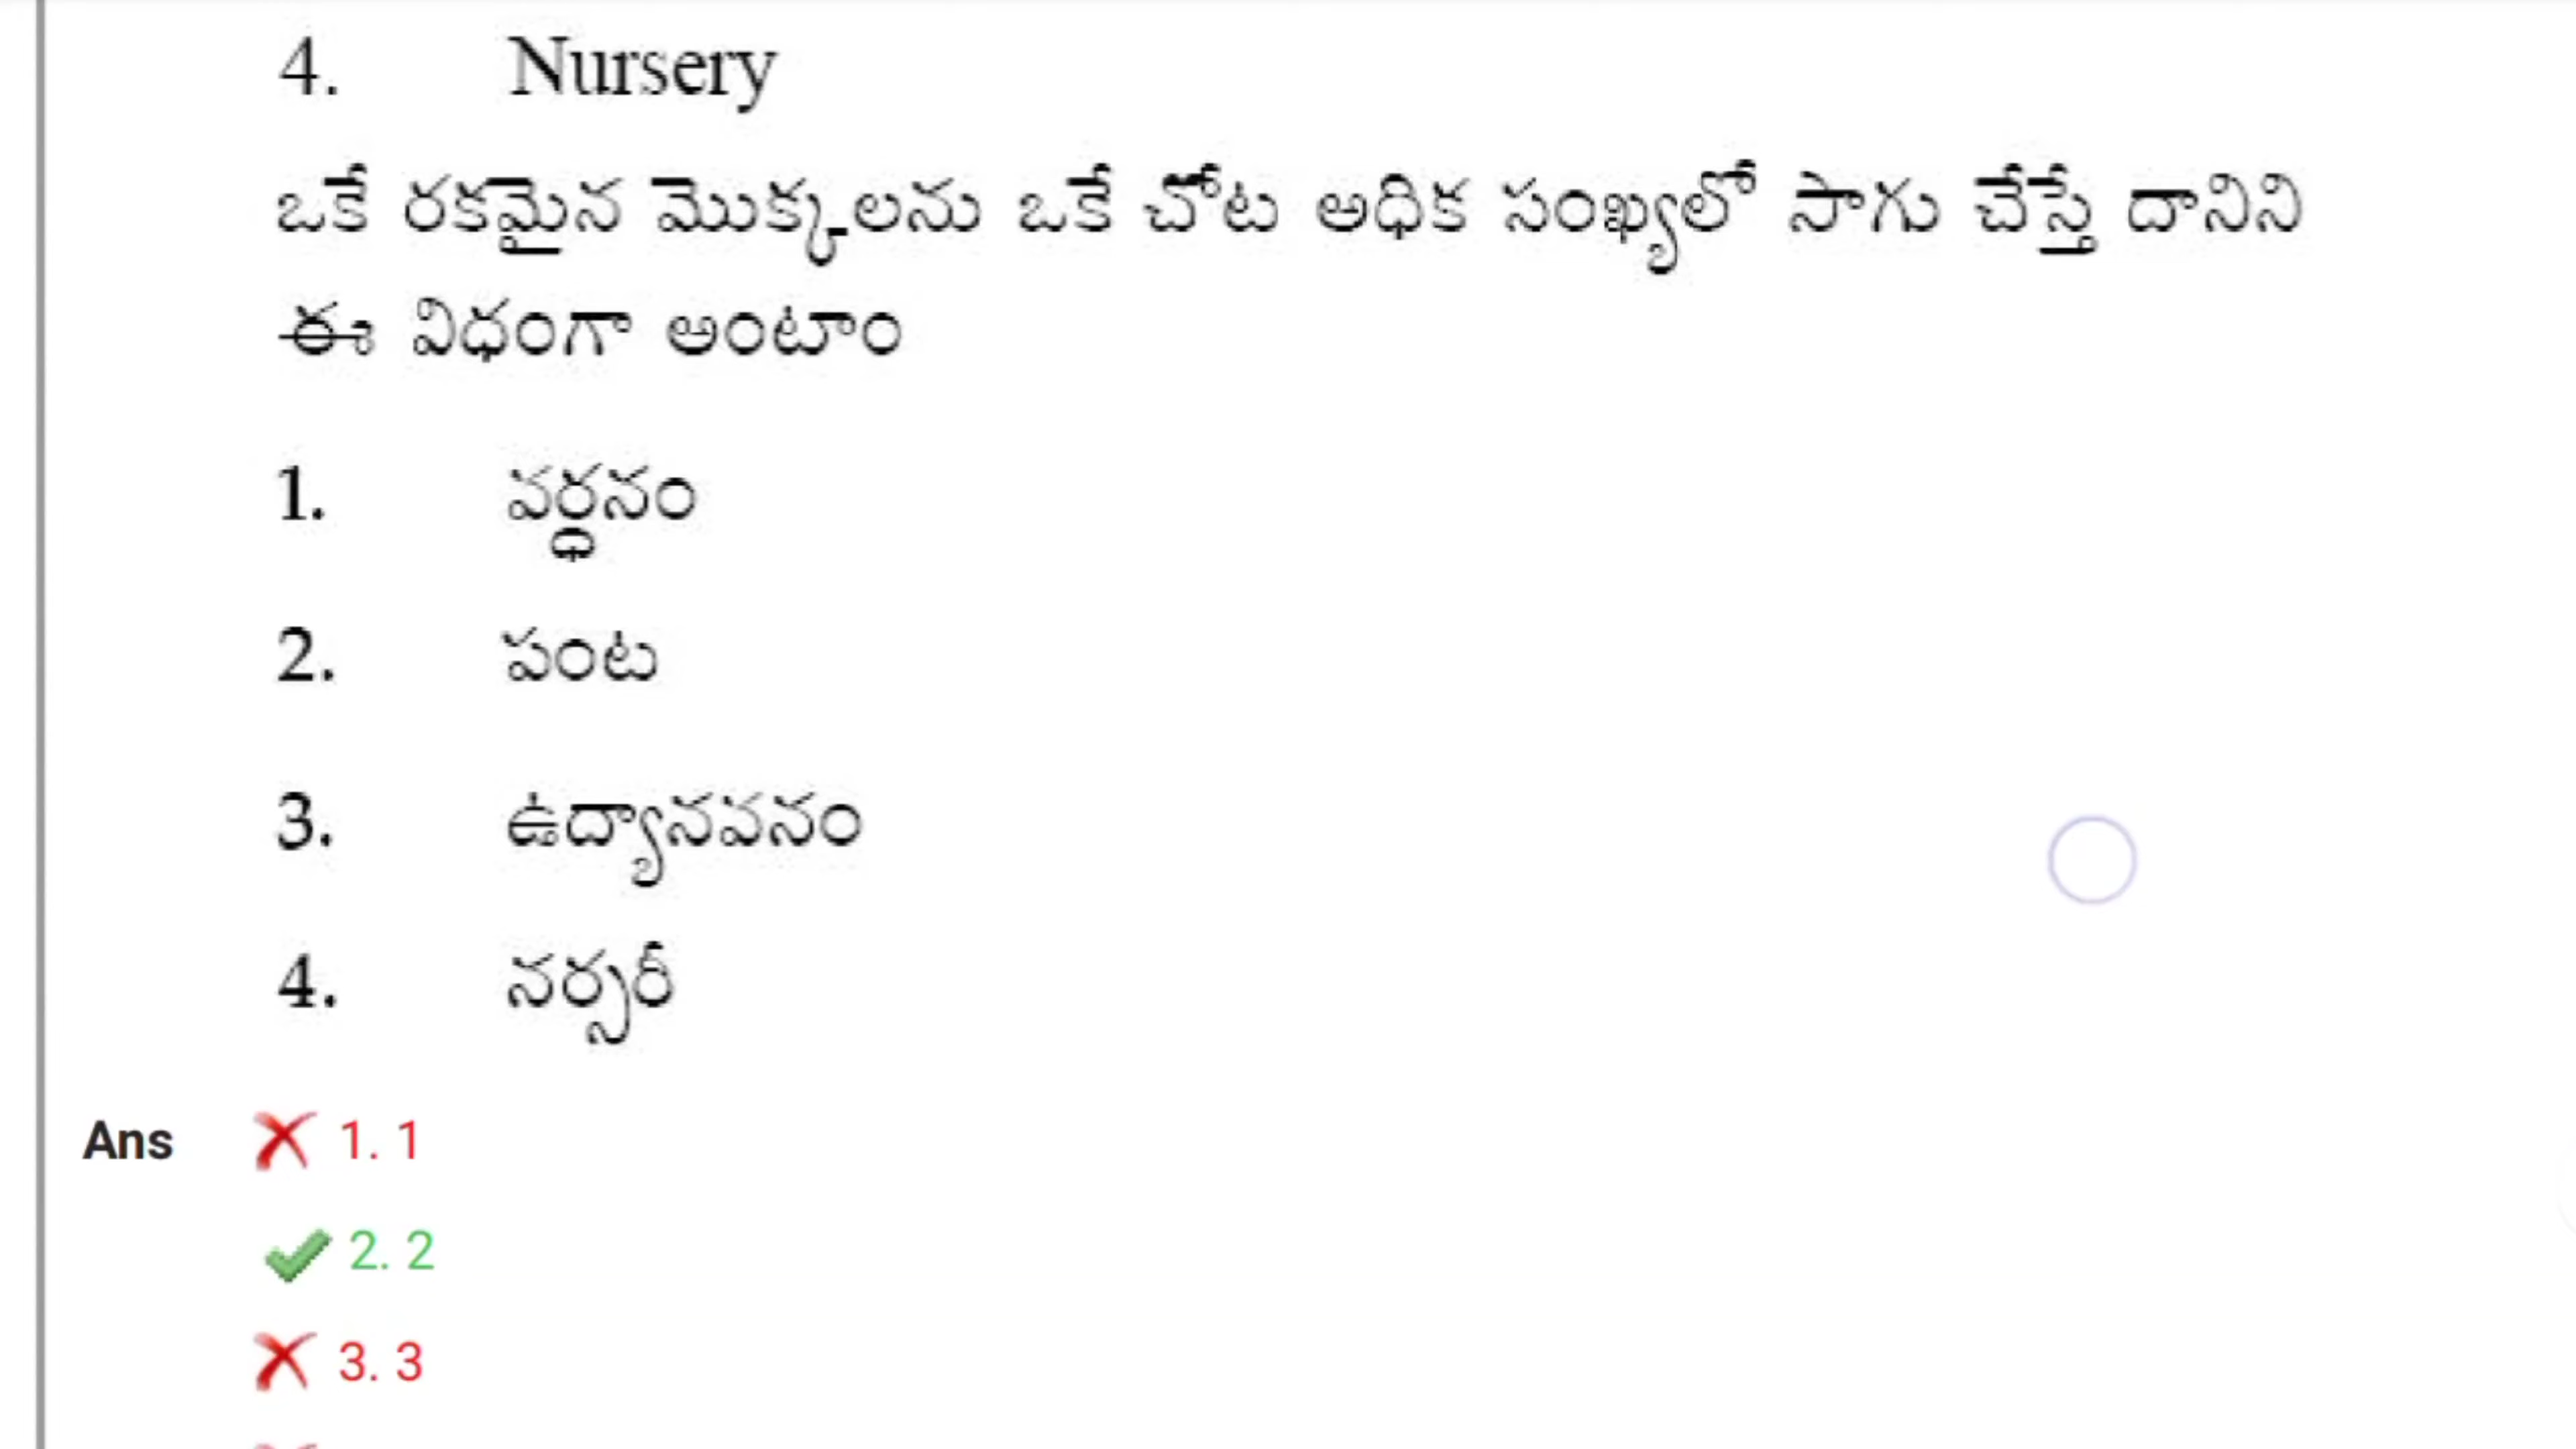 4. Nursery
ఒకే రకమైన మొక్కలను ఒకే చోట అధిక సంఖ్యలో సాగు చేస్తే దానిని
ఈ విధంగా అంటాం
1. వర్ధనం
2. పంట
3. ఉద్యానవనం
4. నర్సరీ
Ans 1. 1
2. 2
3. 3